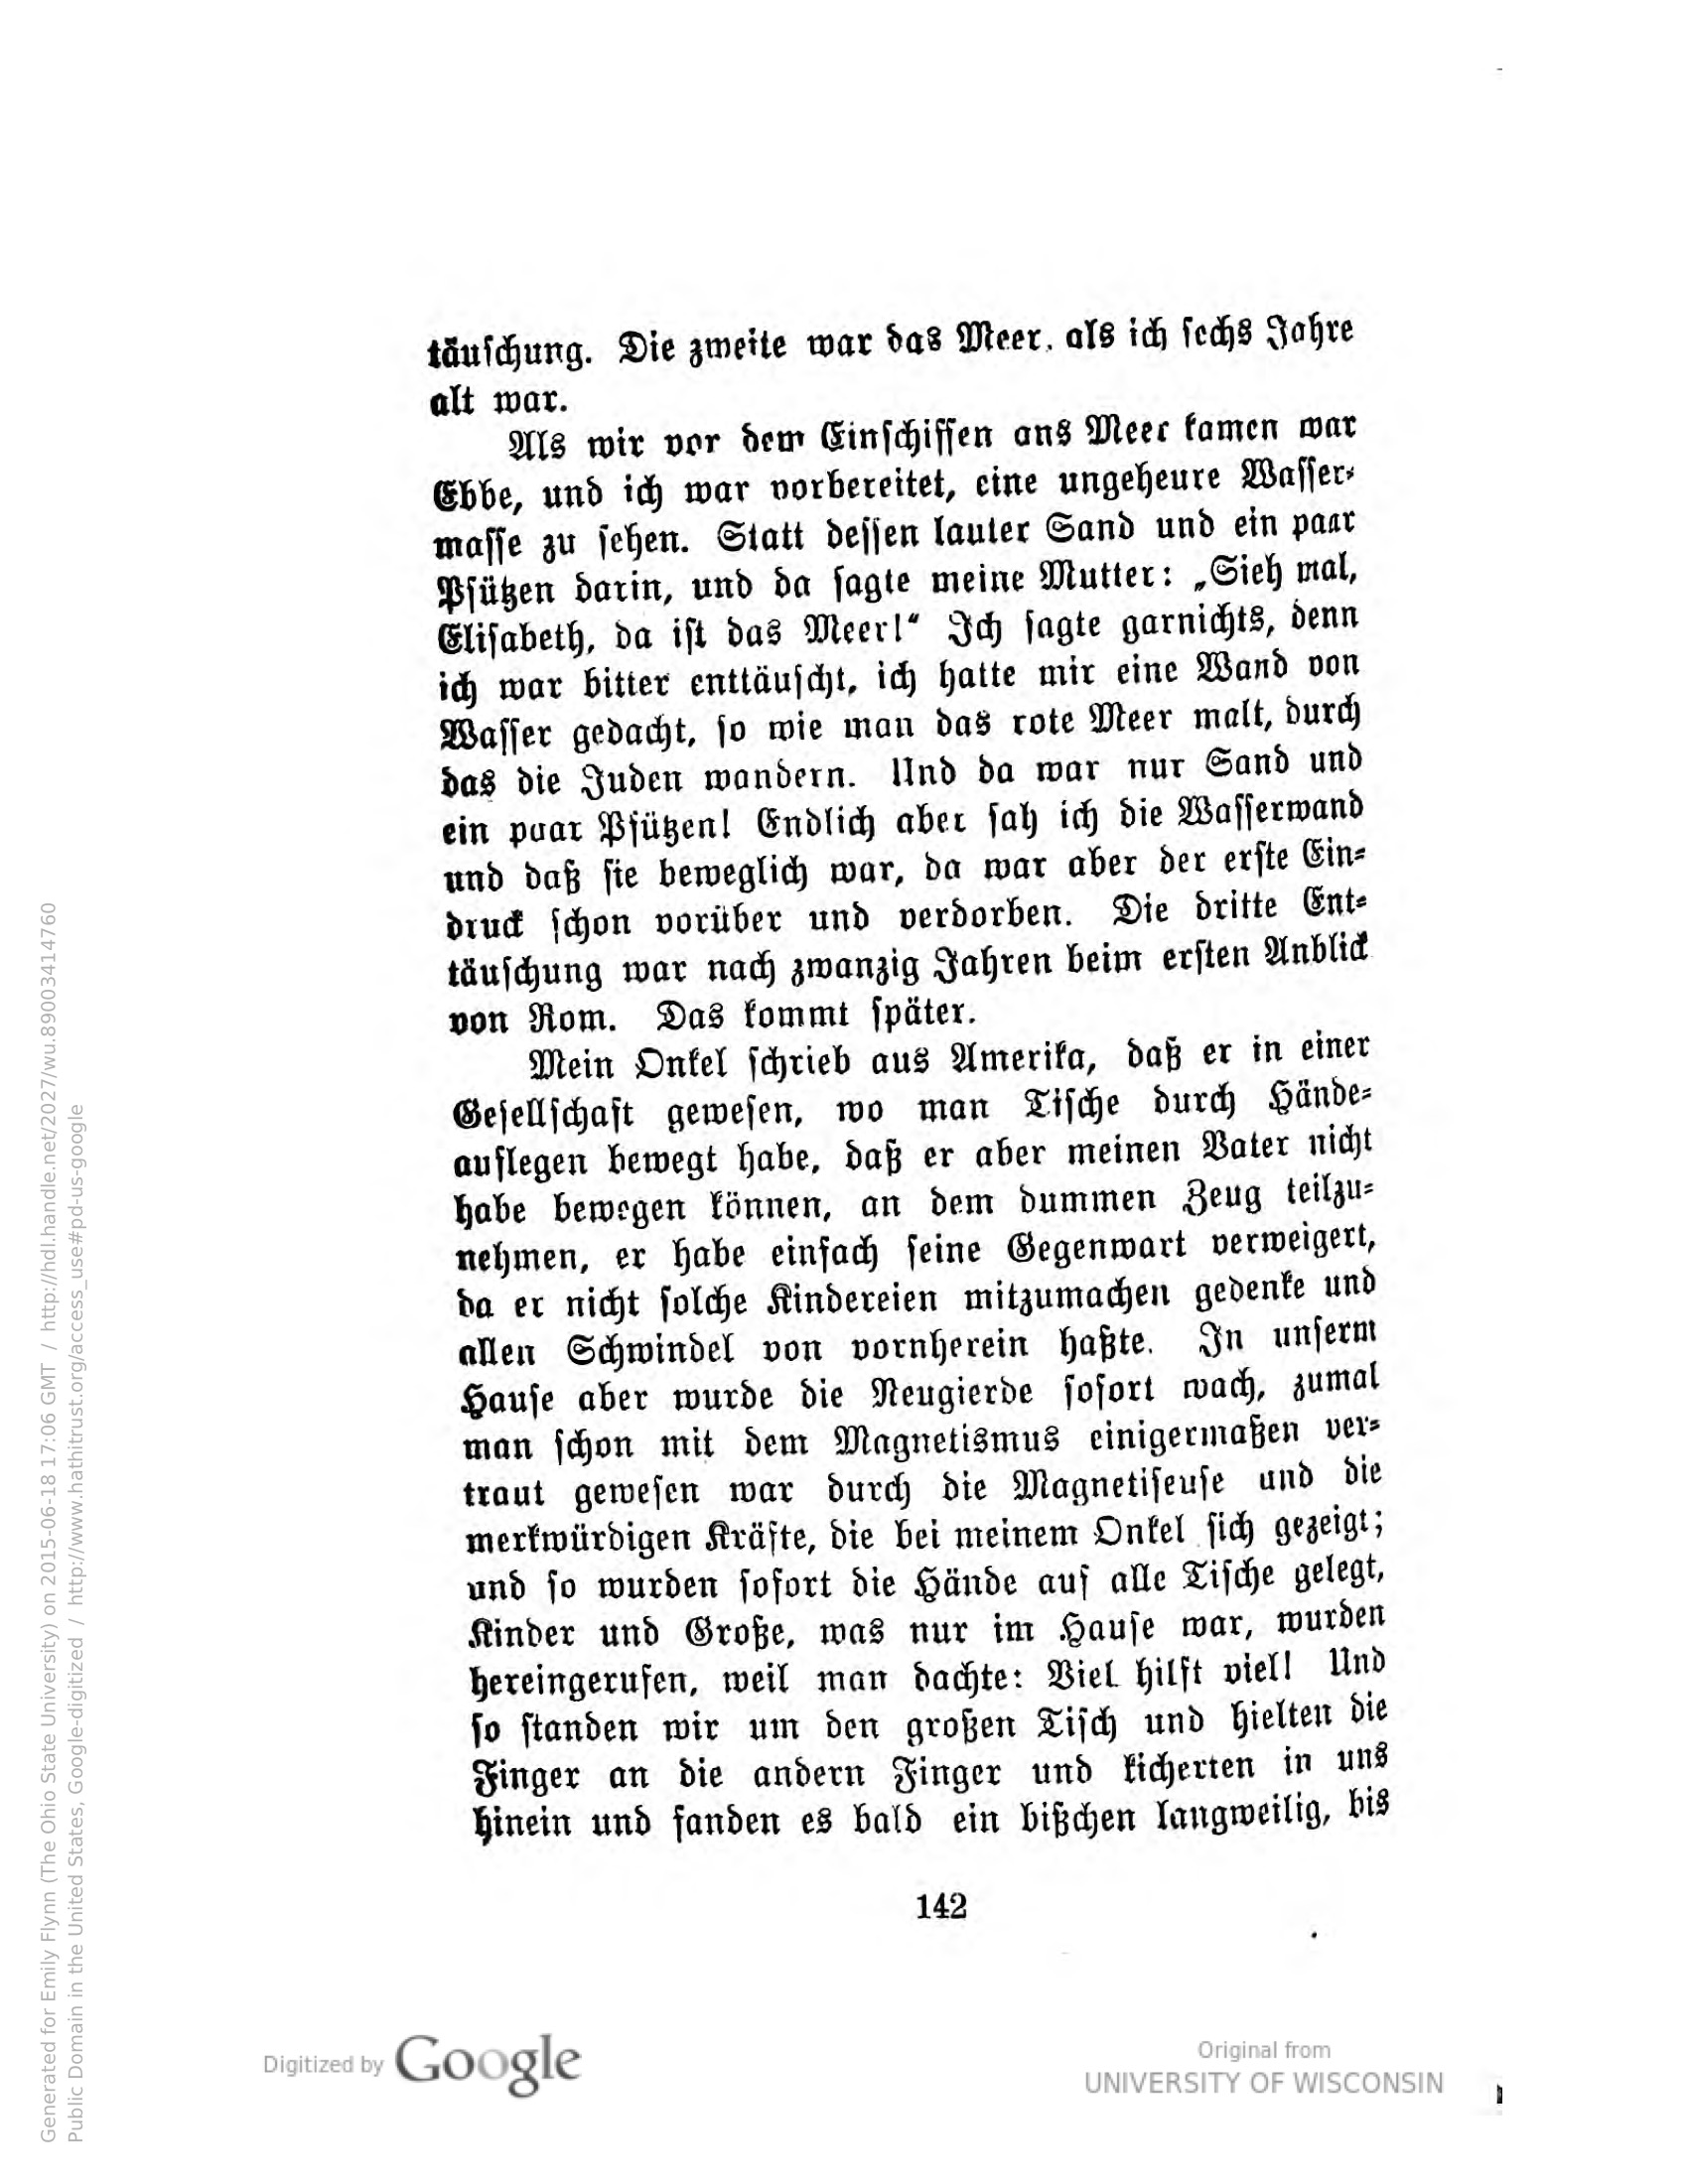 täuschung. Die zweite war das Meer, als ich sechs Jahre
alt war.
Als wir vor dem Einschiffen ans Meer kamen war
Ebbe, und ich war vorbereitet, eine ungeheure Wasser-
masse zu sehen. Statt dessen lauter Sand und ein paar
Pfützen darin, und da sagte meine Mutter: „Sieh mal,
Elisabeth, da ist das Meer!“ Ich sagte garnichts, denn
ich war bitter enttäuscht, ich hatte mir eine Wand von
Wasser gedacht, so wie man das rote Meer malt, durch
das die Juden wandern. Und da war nur Sand und
ein paar Pfützen! Endlich aber sah ich die Wasserwand
und daß sie beweglich war, da war aber der erste Ein-
druck schon vorüber und verdorben. Die dritte Ent-
täuschung war nach zwanzig Jahren beim ersten Anblick
von Rom. Das kommt später.
Mein Onkel schrieb aus Amerika, daß er in einer
Gesellschaft gewesen, wo man Tische durch Hände-
auflegen bewegt habe, daß er aber meinen Vater nicht
habe bewegen können, an dem dummen Zeug teilzu-
nehmen, er habe einfach seine Gegenwart verweigert,
da er nicht solche Kindereien mitzumachen gedenke und
allen Schwindel von vornherein haßte. In unserm
Hause aber wurde die Neugierde sofort wach, zumal
man schon mit dem Magnetismus einigermaßen ver-
traut gewesen war durch die Magnetiseuse und die
merkwürdigen Kräfte, die bei meinem Onkel sich gezeigt;
und so wurden sofort die Hände auf alle Tische gelegt,
Kinder und Große, was nur im Hause war, wurden
hereingerufen, weil man dachte: Viel hilft viel! Und
so standen wir um den großen Tisch und hielten die
Finger an die andern Finger und kicherten in uns
hinein und fanden es bald ein bißchen langweilig, bis
142
Generated for Emily Flynn (The Ohio State University) on 2015-06-18 17:06 GMT / http://hdl.handle.net/2027/wu.89003414760
Public Domain in the United States, Google-digitized / http://www.hathitrust.org/access_use#pd-us-google
Digitized by Google
Original from
UNIVERSITY OF WISCONSIN